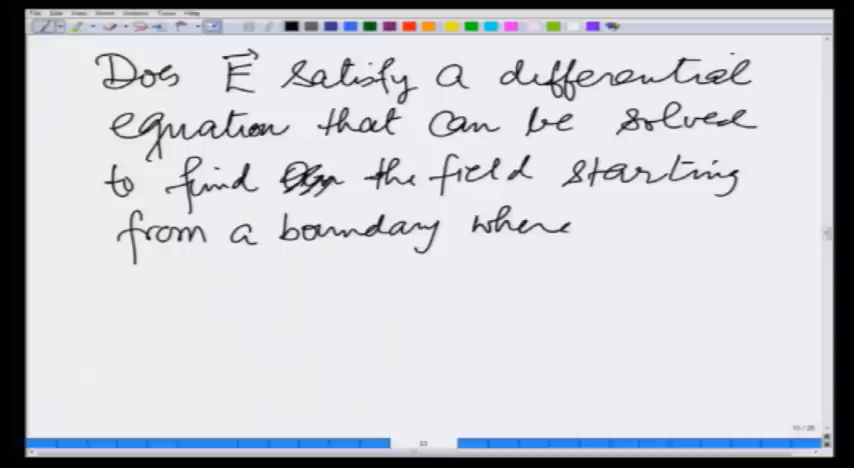 Does E⃗ satisfy a differential
equation that can be solved
to find the field starting
from a boundary where